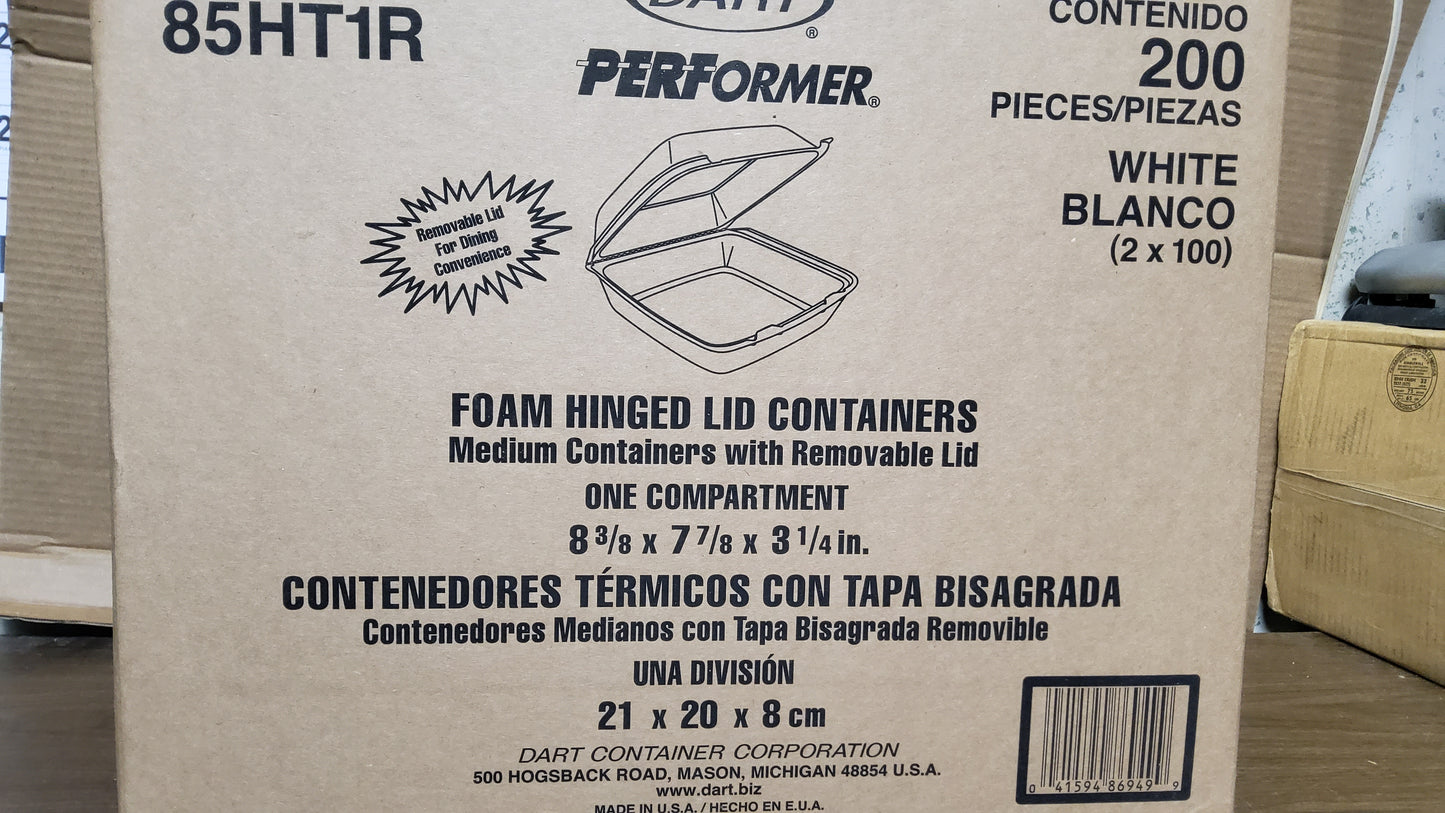 85HT1R
DART®
PERFORMER®
CONTENIDO
200
PIECES/PIEZAS
WHITE
BLANCO
(2 x 100)
Removable Lid
For Dining
Convenience
FOAM HINGED LID CONTAINERS
Medium Containers with Removable Lid
ONE COMPARTMENT
8 3/8 x 7 7/8 x 3 1/4 in.
CONTENEDORES TÉRMICOS CON TAPA BISAGRADA
Contenedores Medianos con Tapa Bisagrada Removible
UNA DIVISIÓN
21 x 20 x 8 cm
DART CONTAINER CORPORATION
500 HOGSBACK ROAD, MASON, MICHIGAN 48854 U.S.A.
www.dart.biz
MADE IN U.S.A. / HECHO EN E.U.A.
0 41594 86949 9